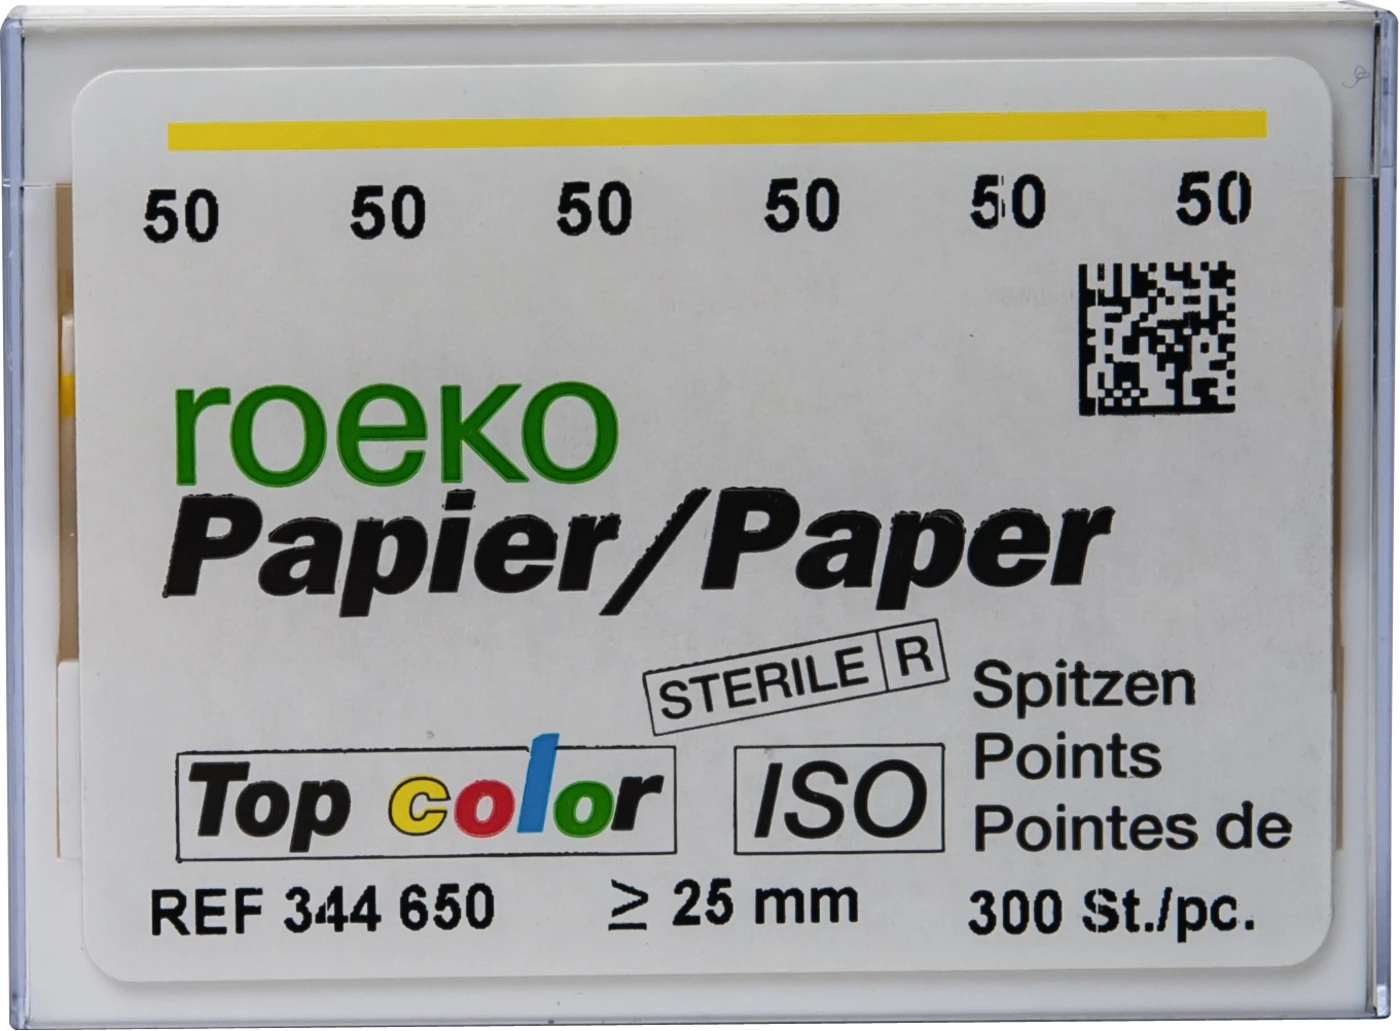 50 50 50 50 50 50
roeko
Papier/Paper
STERILE R
Spitzen
Points
Pointes de
Top color
ISO
REF 344 650
≥ 25 mm
300 St./pc.